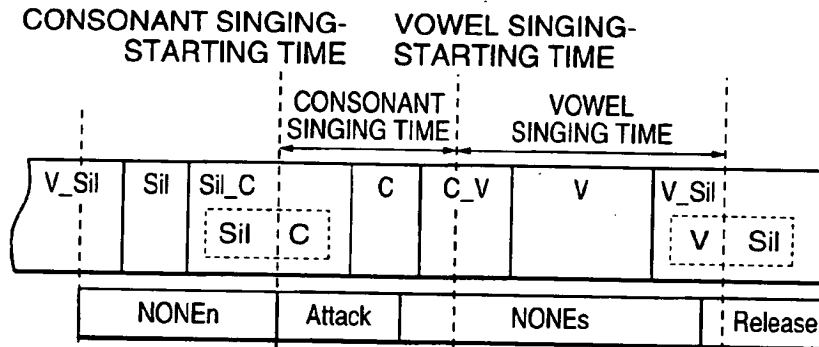 CONSONANT SINGING-
STARTING TIME
VOWEL SINGING-
STARTING TIME
CONSONANT
SINGING TIME
VOWEL
SINGING TIME
V_Sil Sil Sil_C C C_V V V_Sil
Sil C V Sil
NONEn Attack NONEs Release